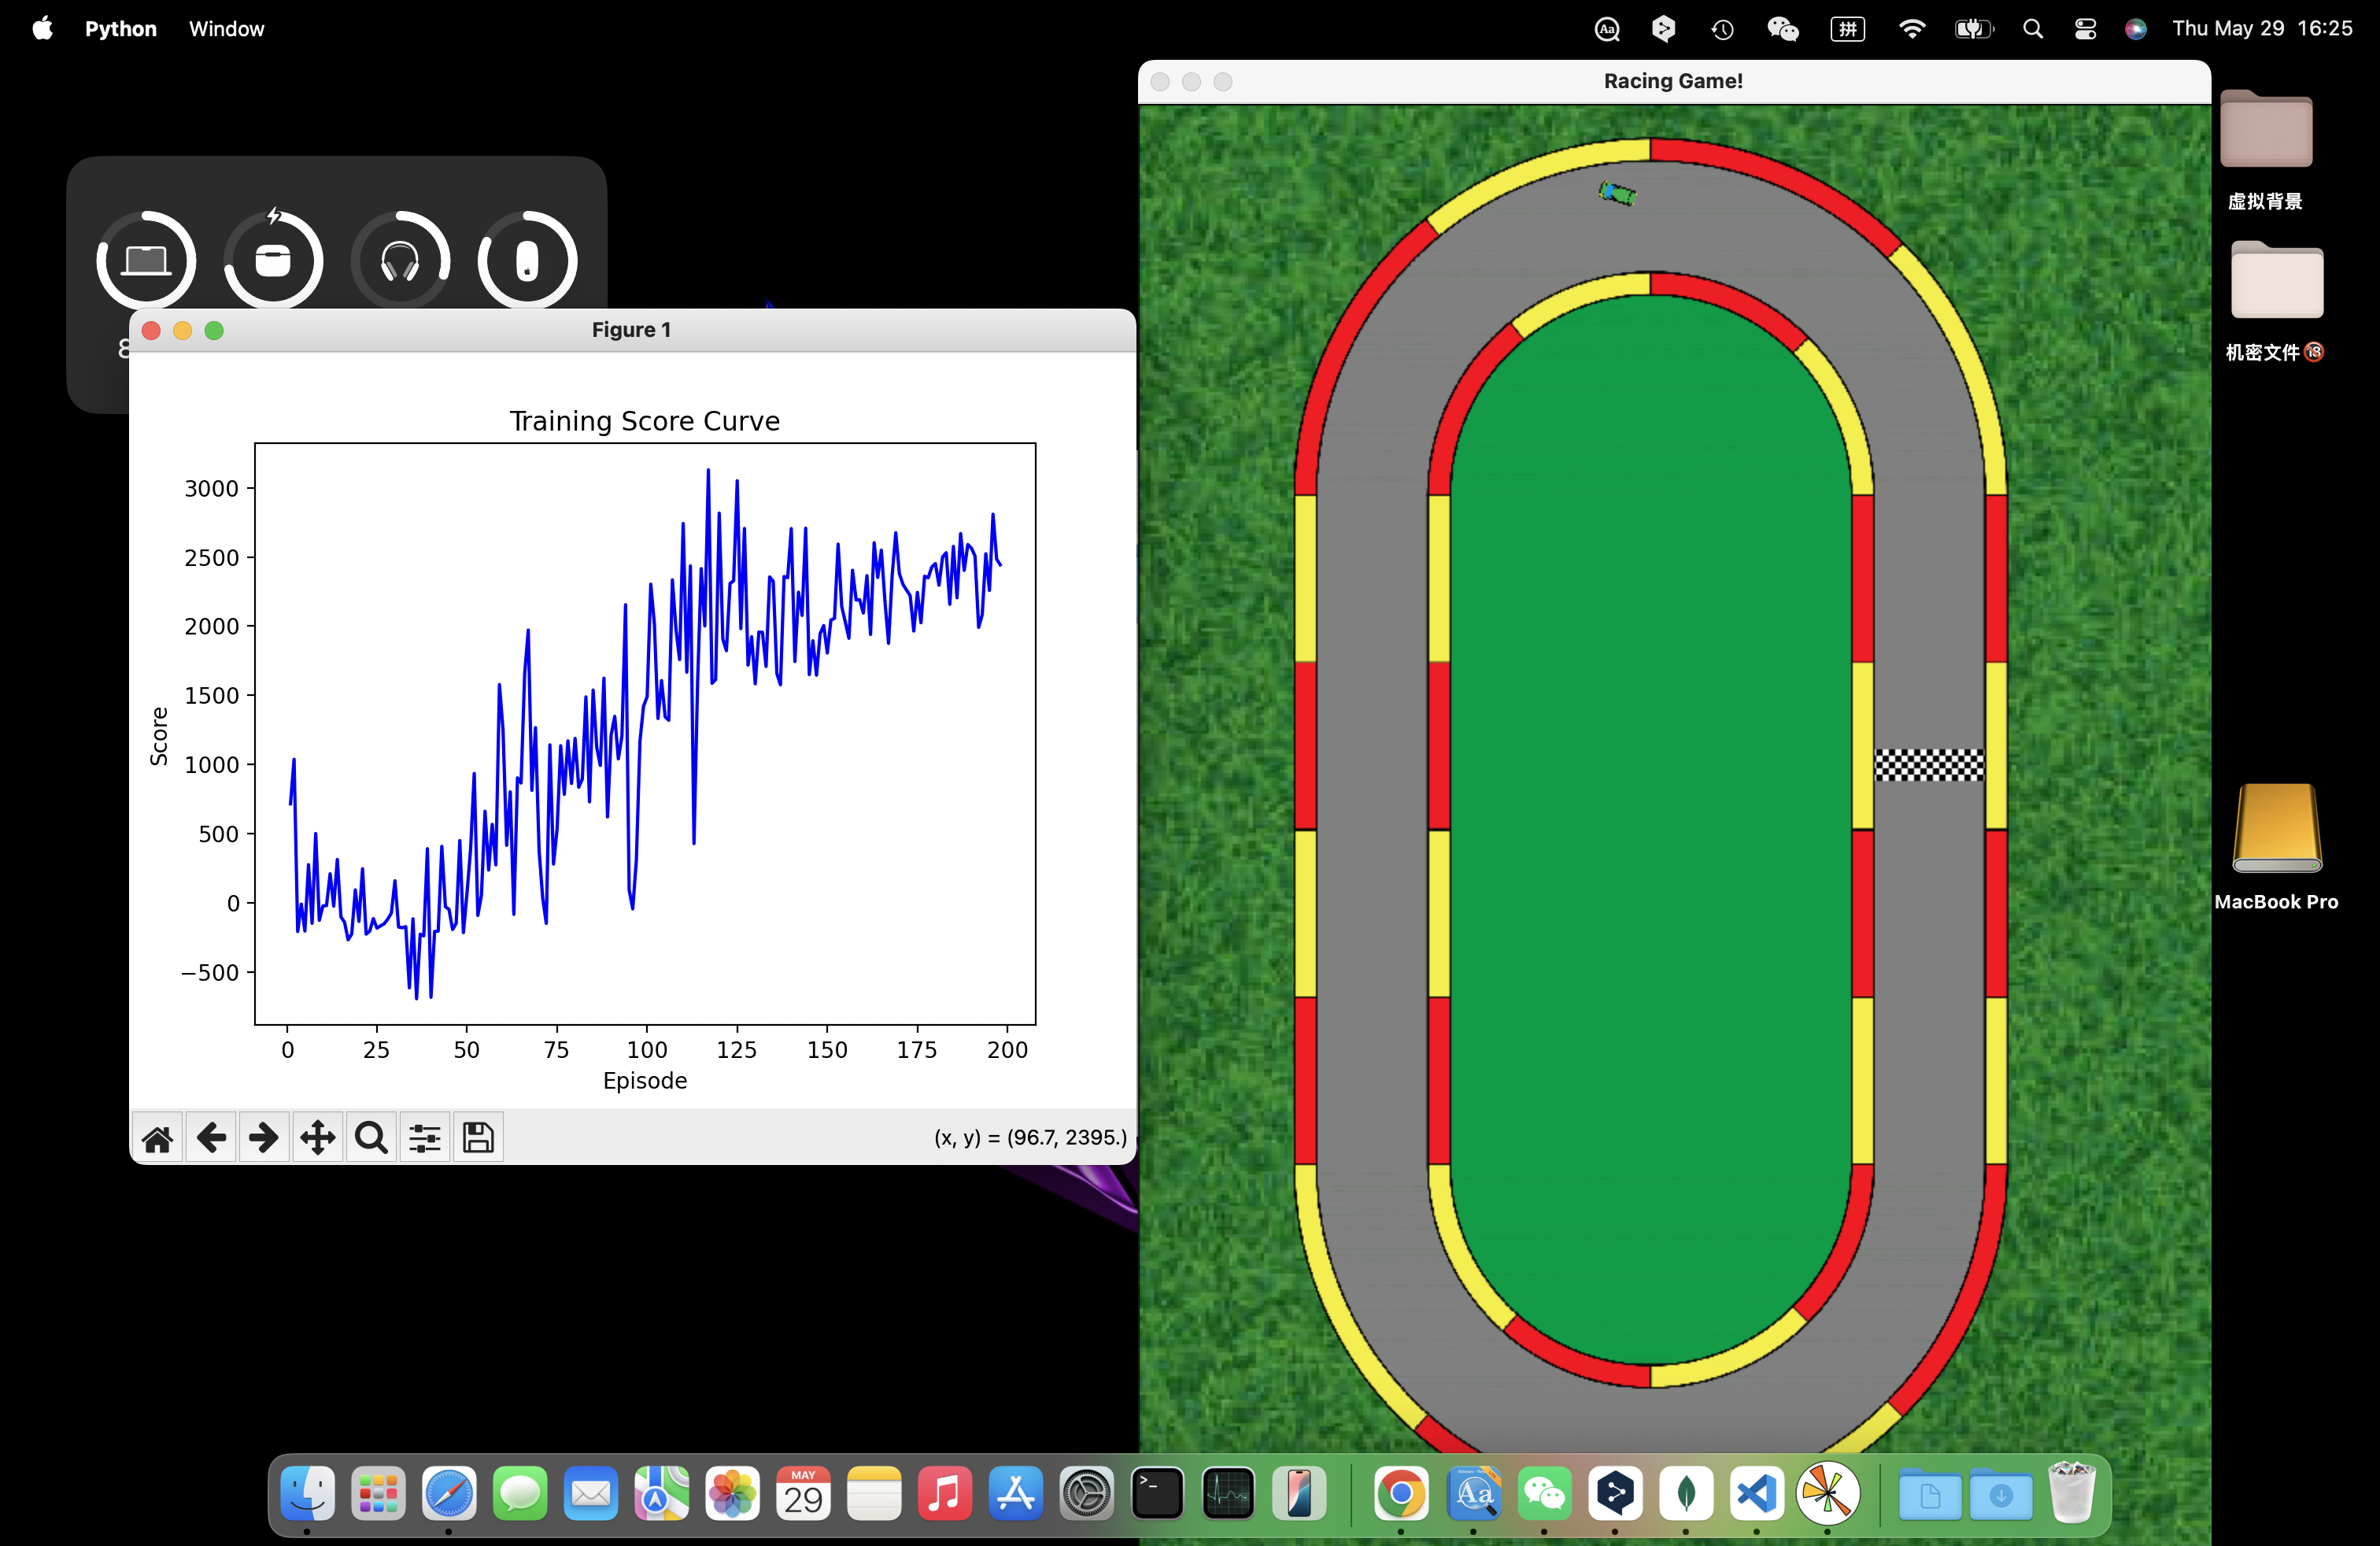 Python Window
拼
Thu May 29 16:25
Racing Game!
虚拟背景
机密文件🔞
MacBook Pro
8
Figure 1
Training Score Curve
3000
2500
2000
1500
1000
500
0
−500
Score
0 25 50 75 100 125 150 175 200
Episode
(x, y) = (96.7, 2395.)
MAY
29
Aa